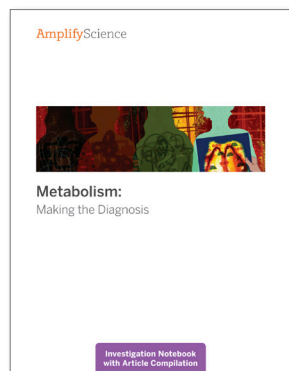 AmplifyScience
Metabolism:
Making the Diagnosis
Investigation Notebook
with Article Compilation